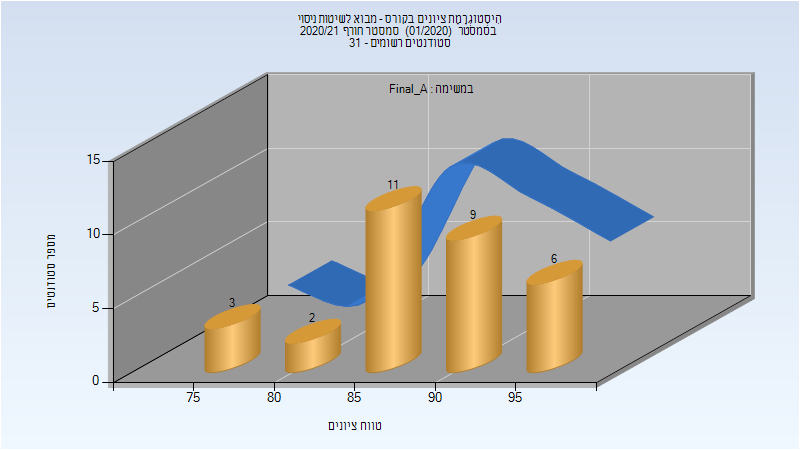 היסטוגרמת ציונים בקורס - מבוא לשיטות ניסוי
בסמסטר (01/2020) סמסטר חורף 2020/21
סטודנטים רשומים - 31
במשימה : Final_A
מספר סטודנטים
15
10
5
0
3
2
11
9
6
75
80
85
90
95
טווח ציונים